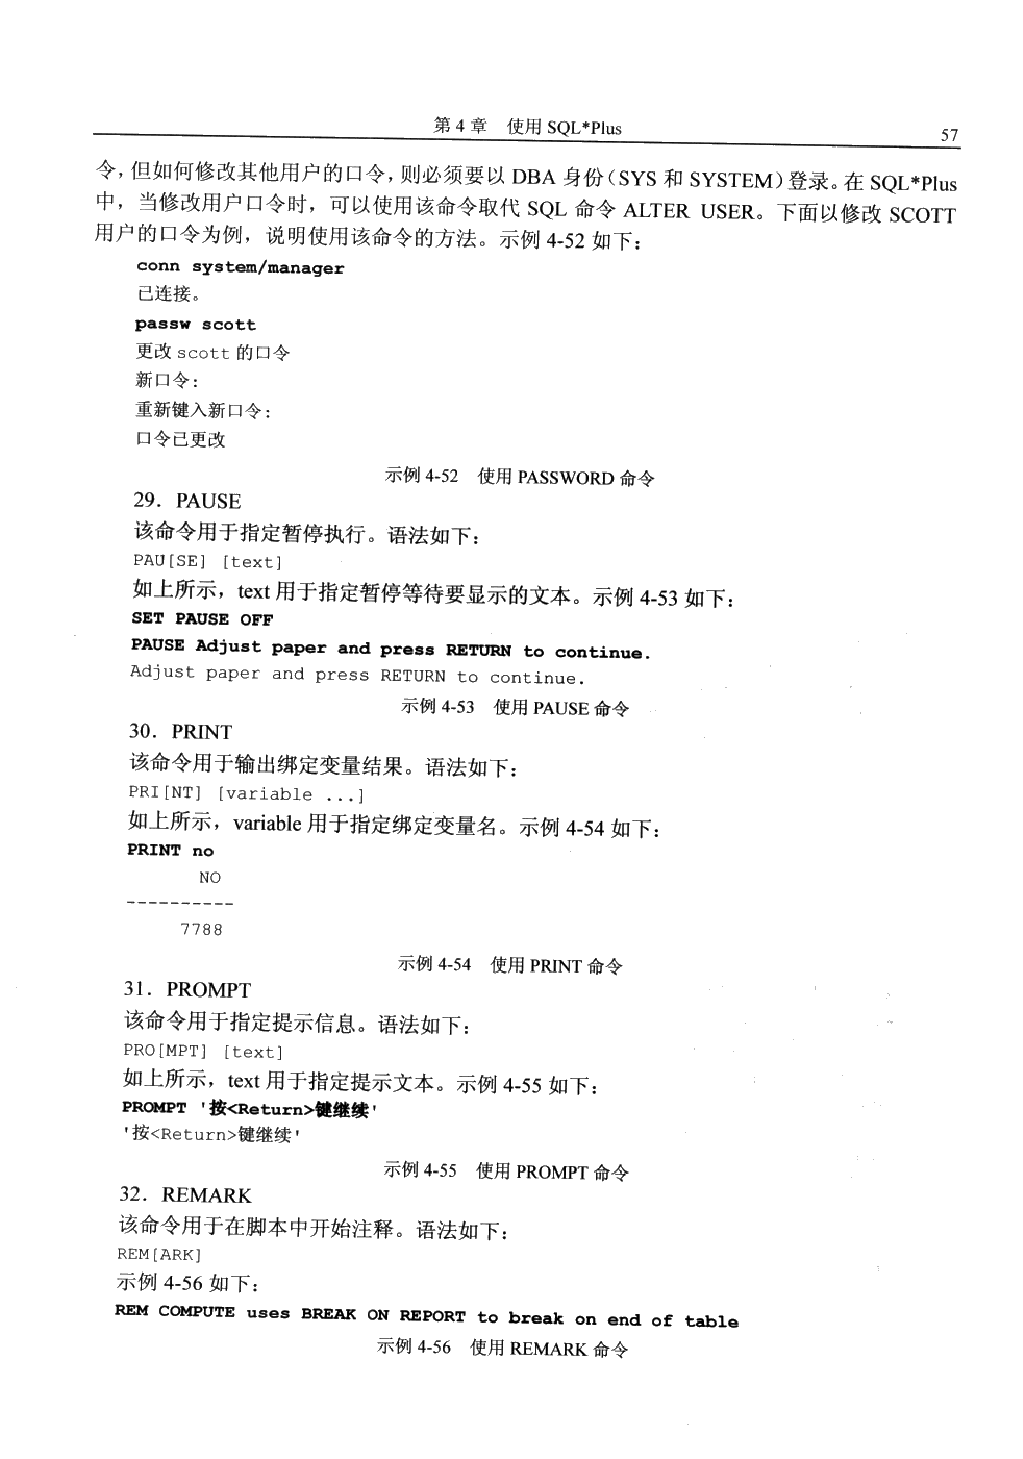 第 4 章 使用 SQL*Plus
57
令，但如何修改其他用户的口令，则必须要以 DBA 身份（SYS 和 SYSTEM）登录。在 SQL*Plus
中，当修改用户口令时，可以使用该命令取代 SQL 命令 ALTER USER。下面以修改 SCOTT
用户的口令为例，说明使用该命令的方法。示例 4-52 如下：
conn system/manager
已连接。
passw scott
更改 scott 的口令
新口令：
重新键入新口令：
口令已更改
示例 4-52 使用 PASSWORD 命令
29．PAUSE
该命令用于指定暂停执行。语法如下：
PAU[SE] [text]
如上所示，text 用于指定暂停等待要显示的文本。示例 4-53 如下：
SET PAUSE OFF
PAUSE Adjust paper and press RETURN to continue.
Adjust paper and press RETURN to continue.
示例 4-53 使用 PAUSE 命令
30．PRINT
该命令用于输出绑定变量结果。语法如下：
PRI[NT] [variable ...]
如上所示，variable 用于指定绑定变量名。示例 4-54 如下：
PRINT no
NO
----------
7788
示例 4-54 使用 PRINT 命令
31．PROMPT
该命令用于指定提示信息。语法如下：
PRO[MPT] [text]
如上所示，text 用于指定提示文本。示例 4-55 如下：
PROMPT '按<Return>键继续'
'按<Return>键继续'
示例 4-55 使用 PROMPT 命令
32．REMARK
该命令用于在脚本中开始注释。语法如下：
REM[ARK]
示例 4-56 如下：
REM COMPUTE uses BREAK ON REPORT to break on end of table
示例 4-56 使用 REMARK 命令